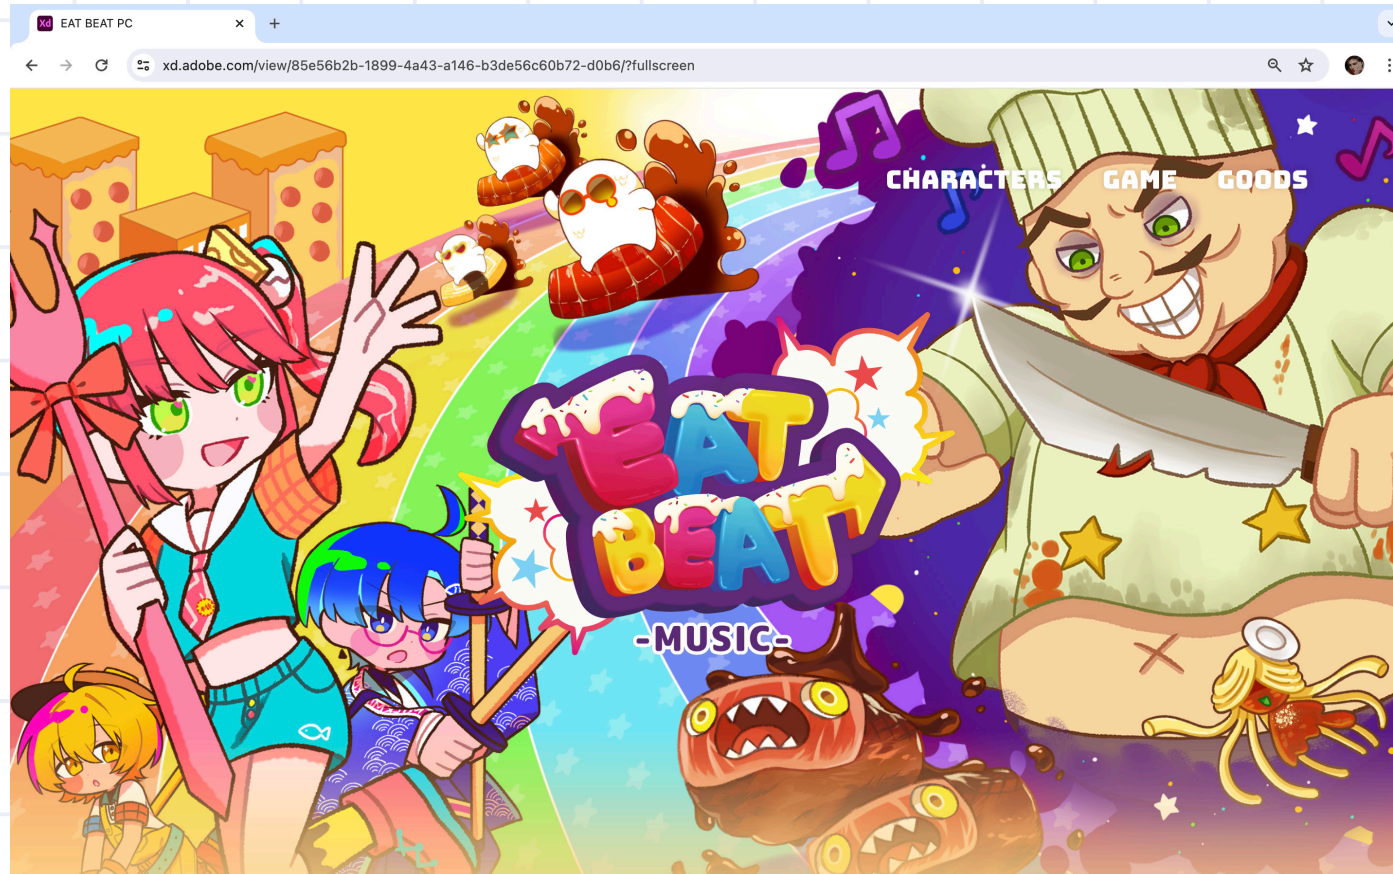 EAT BEAT PC
xd.adobe.com/view/85e56b2b-1899-4a43-a146-b3de56c60b72-d0b6/?fullscreen
CHARACTERS GAME GOODS
EAT
BEAT
-MUSIC-